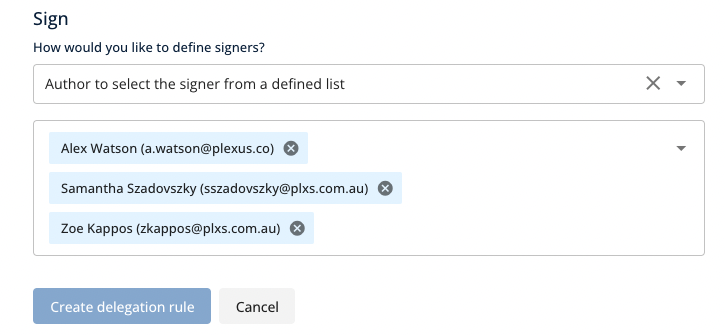 Sign
How would you like to define signers?
Author to select the signer from a defined list
Alex Watson (a.watson@plexus.co)
Samantha Szadovszky (sszadovszky@plxs.com.au)
Zoe Kappos (zkappos@plxs.com.au)
Create delegation rule Cancel